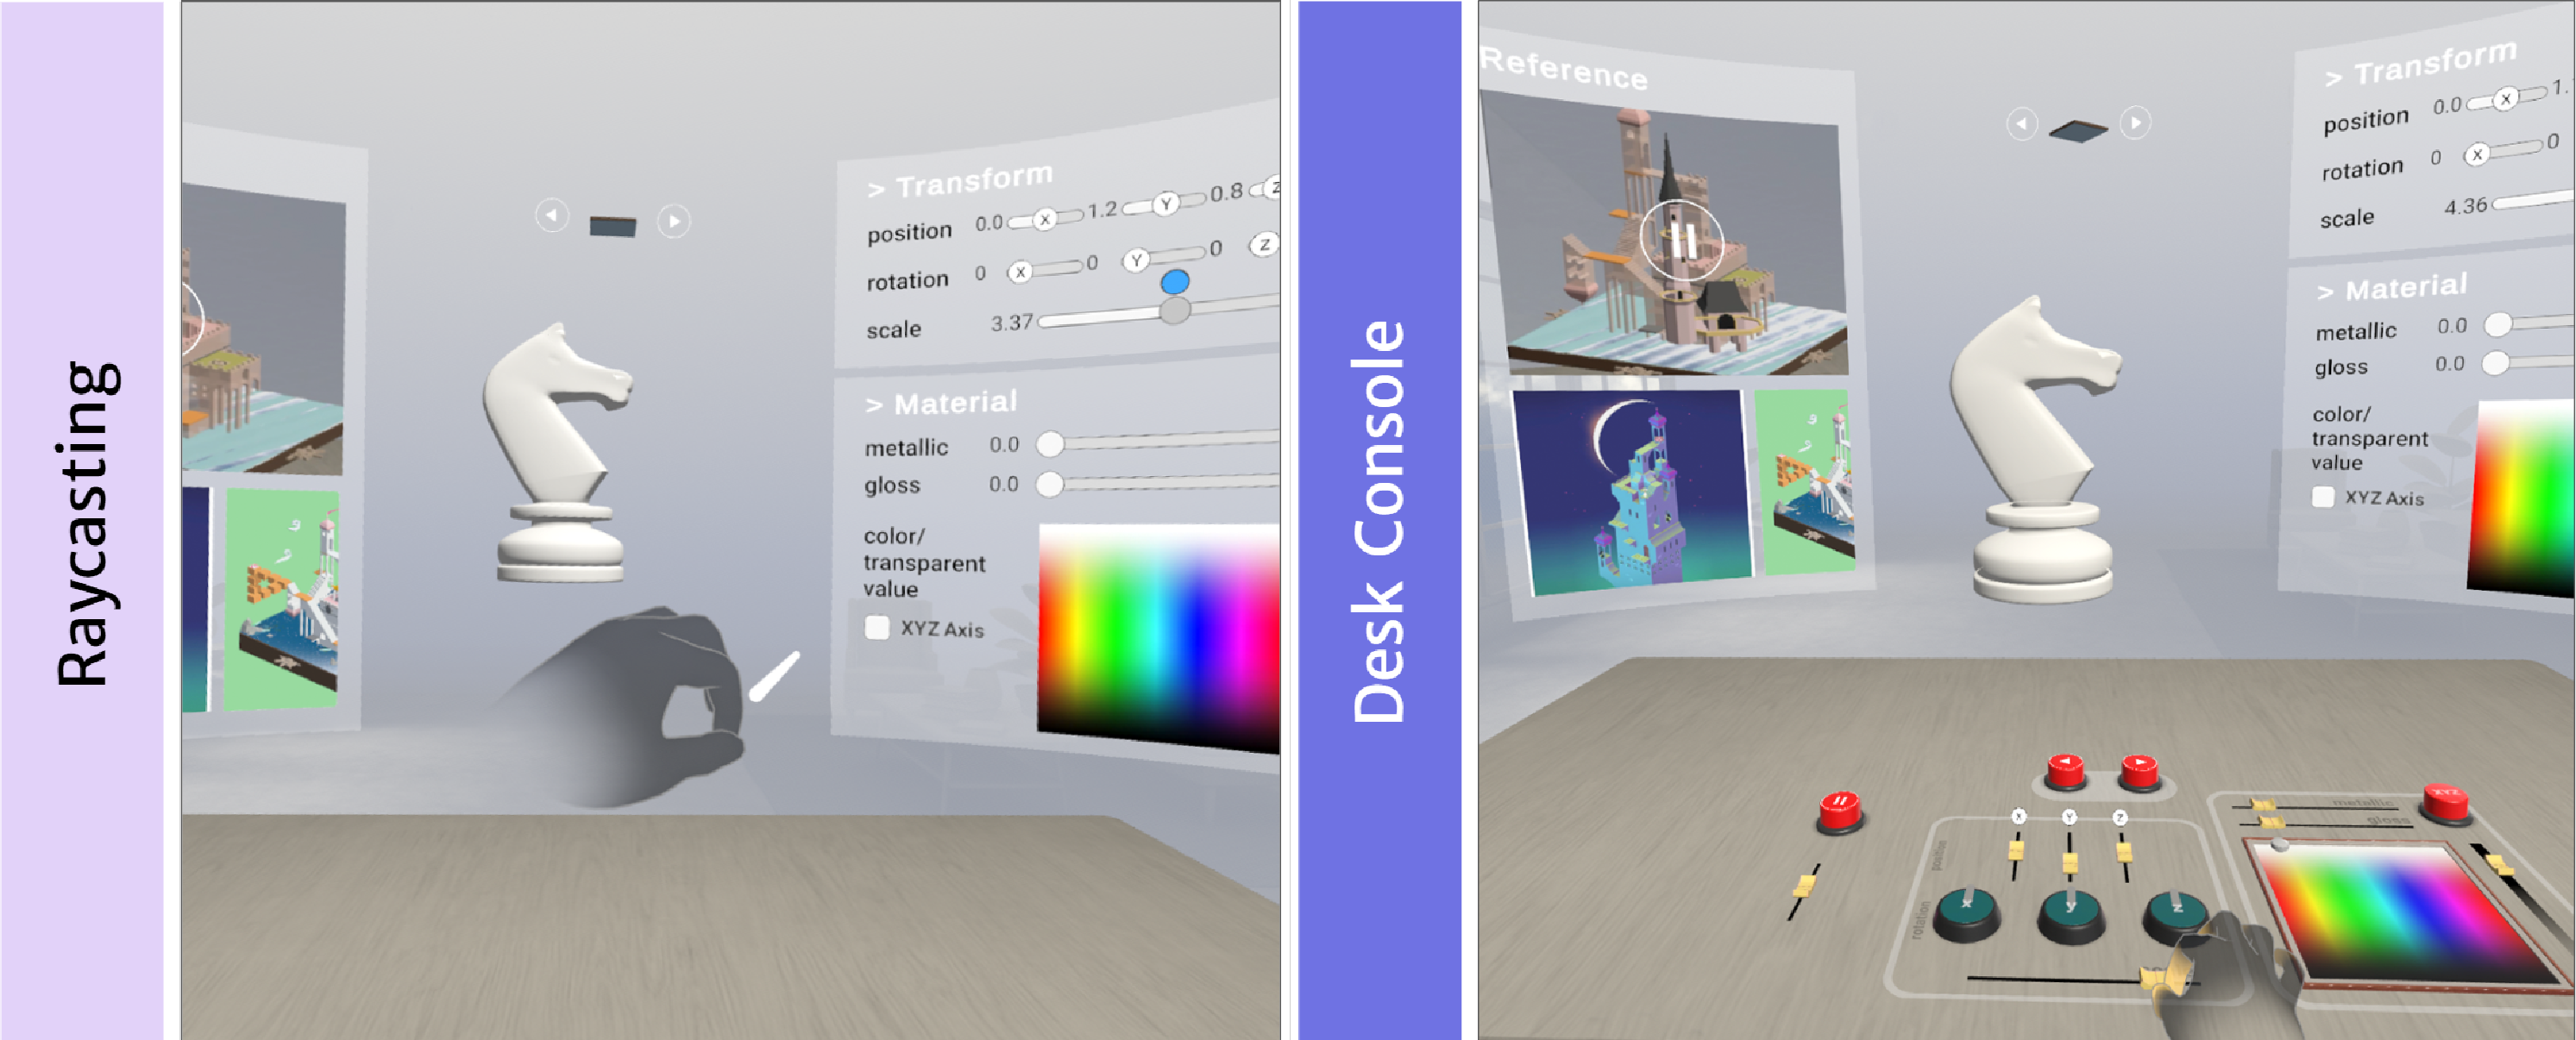 Raycasting
> Transform
position 0.0 X 1.2 Y 0.8 Z
rotation 0 X 0 Y 0 Z
scale 3.37
> Material
metallic 0.0
gloss 0.0
color/
transparent
value
XYZ Axis
Desk Console
Reference
> Transform
position 0.0 X 1.
rotation 0 X 0
scale 4.36
> Material
metallic 0.0
gloss 0.0
color/
transparent
value
XYZ Axis
metallic
XYZ
gloss
X Y Z
position
X Y Z
rotation